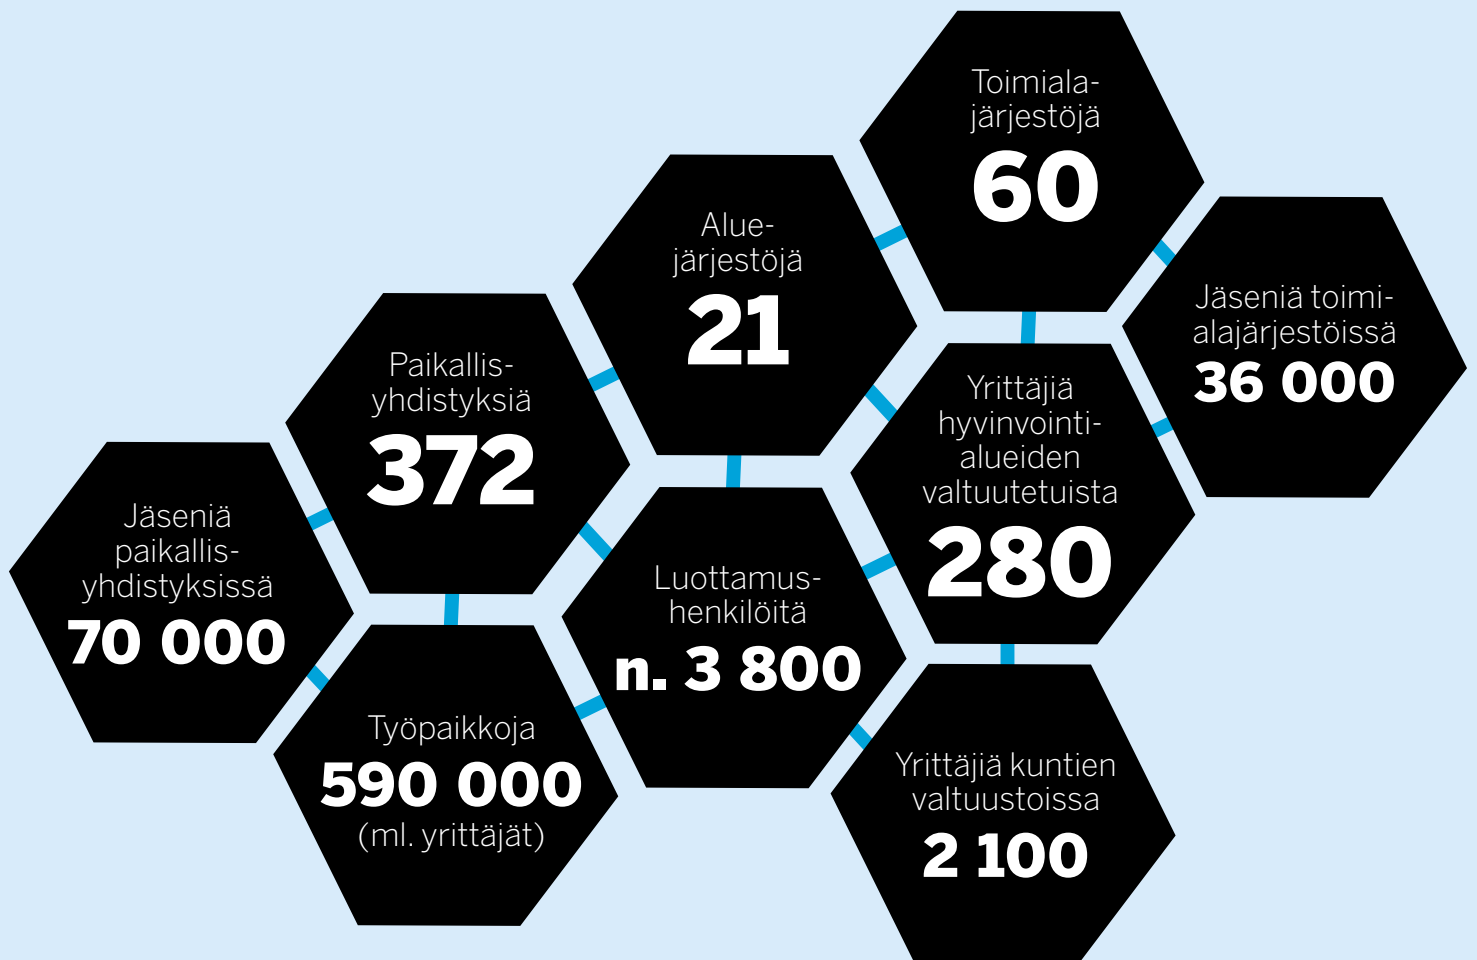 Toimiala-
järjestöjä
60
Alue-
järjestöjä
21
Jäseniä toimi-
alajärjestöissä
36 000
Paikallis-
yhdistyksiä
372
Yrittäjiä
hyvinvointi-
alueiden
valtuutetuista
280
Jäseniä
paikallis-
yhdistyksissä
70 000
Luottamus-
henkilöitä
n. 3 800
Työpaikkoja
590 000
(ml. yrittäjät)
Yrittäjiä kuntien
valtuustoissa
2 100